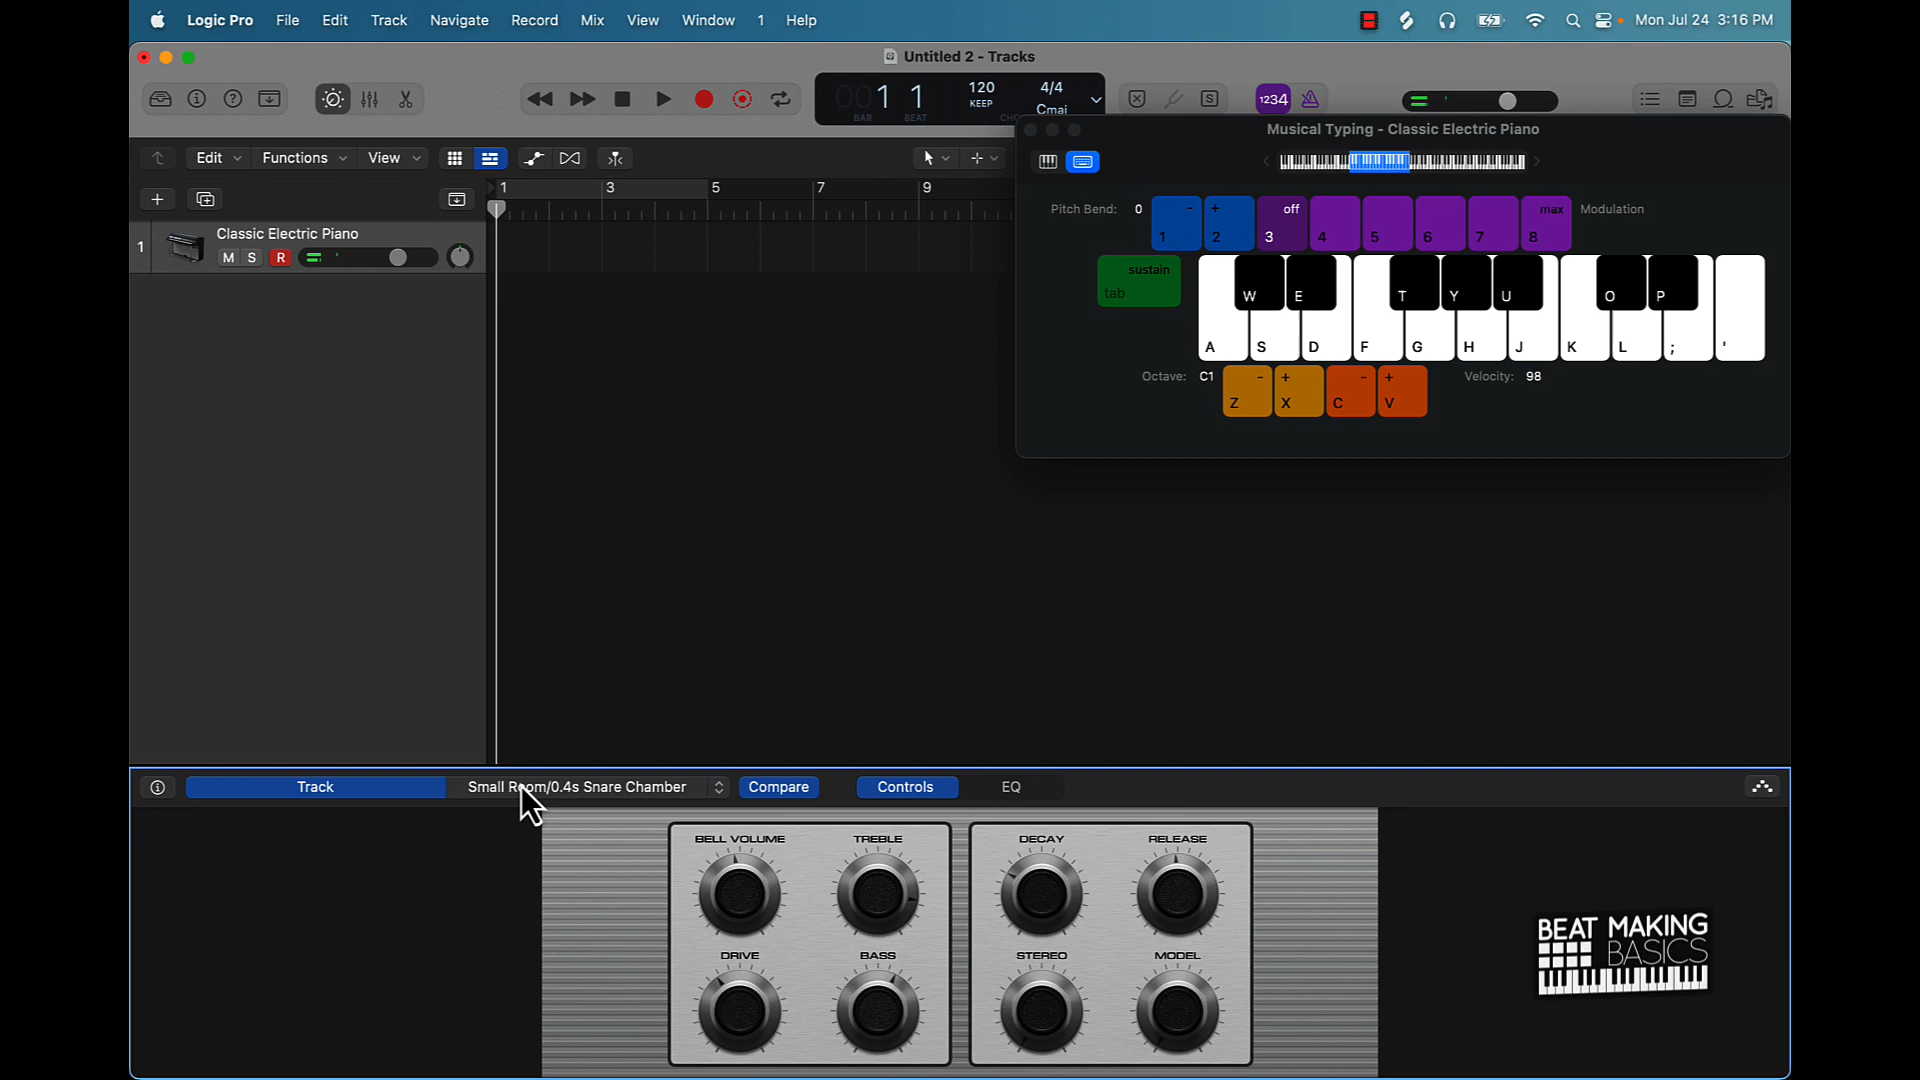 Logic Pro File Edit Track Navigate Record Mix View Window 1 Help Mon Jul 24 3:16 PM
Untitled 2 - Tracks
001 1 120 4/4 1234
KEEP Cmaj
BAR BEAT CHO
Musical Typing - Classic Electric Piano
Edit Functions View
1 3 5 7 9
Pitch Bend: 0 - + off max Modulation
1 2 3 4 5 6 7 8
1 Classic Electric Piano
M S R
sustain
tab
W E T Y U O P
A S D F G H J K L ; '
Octave: C1 - + - + Velocity: 98
Z X C V
Track Small Room/0.4s Snare Chamber Compare Controls EQ
BELL VOLUME TREBLE DECAY RELEASE
DRIVE BASS STEREO MODEL
BEAT MAKING
BASICS